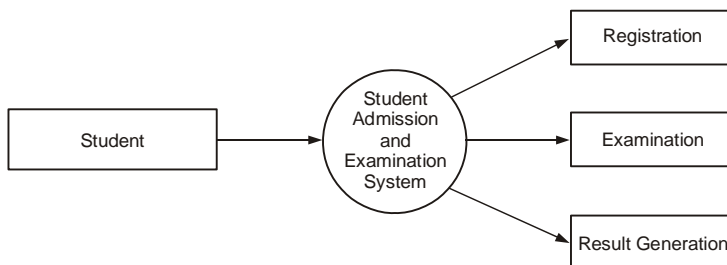 Registration
Student
Student
Admission
and
Examination
System
Examination
Result Generation